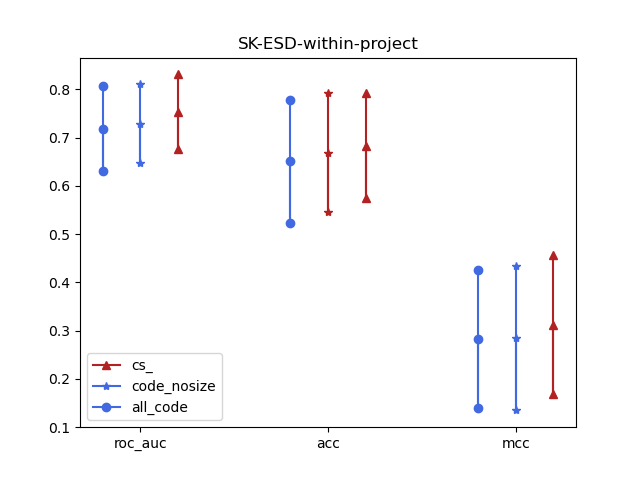 SK-ESD-within-project
0.8
0.7
0.6
0.5
0.4
0.3
0.2
0.1
cs_
code_nosize
all_code
roc_auc
acc
mcc